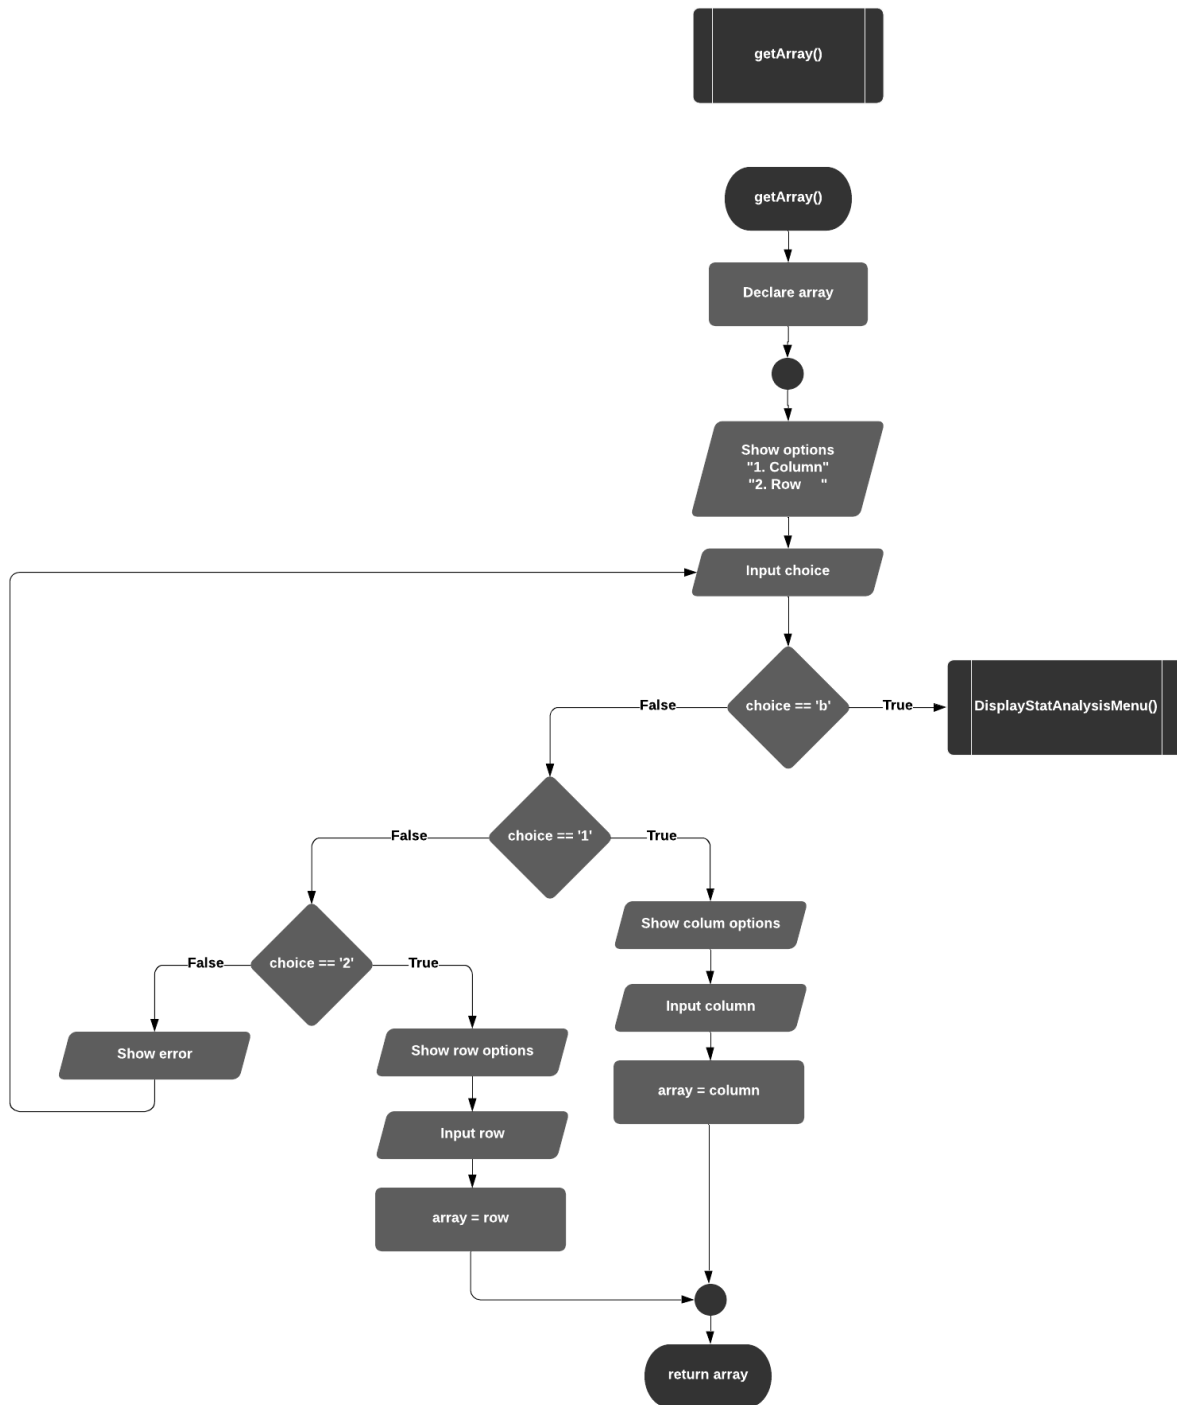 getArray()
getArray()
Declare array
Show options
"1. Column"
"2. Row     "
Input choice
choice == 'b'
False
True
DisplayStatAnalysisMenu()
choice == '1'
False
True
Show colum options
Input column
array = column
choice == '2'
False
True
Show error
Show row options
Input row
array = row
return array